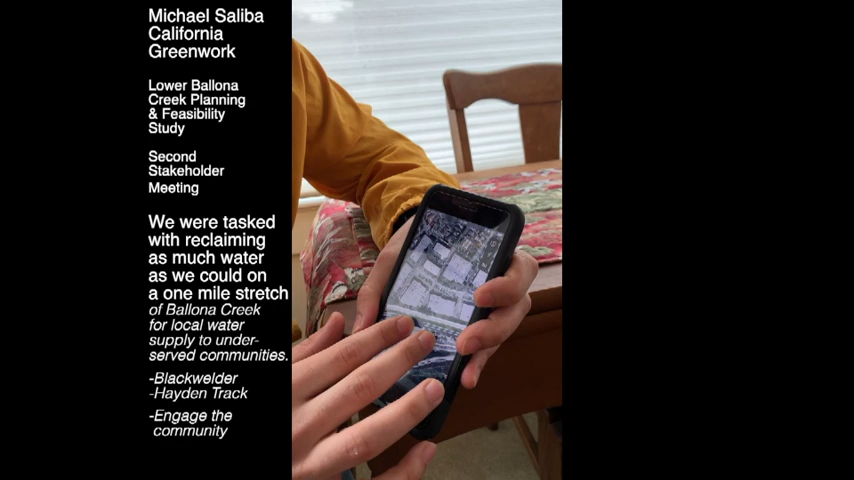 Michael Saliba
California
Greenwork
Lower Ballona
Creek Planning
& Feasibility
Study
Second
Stakeholder
Meeting
We were tasked
with reclaiming
as much water
as we could on
a one mile stretch
of Ballona Creek
for local water
supply to under-
served communities.
-Blackwelder
-Hayden Track
-Engage the
community